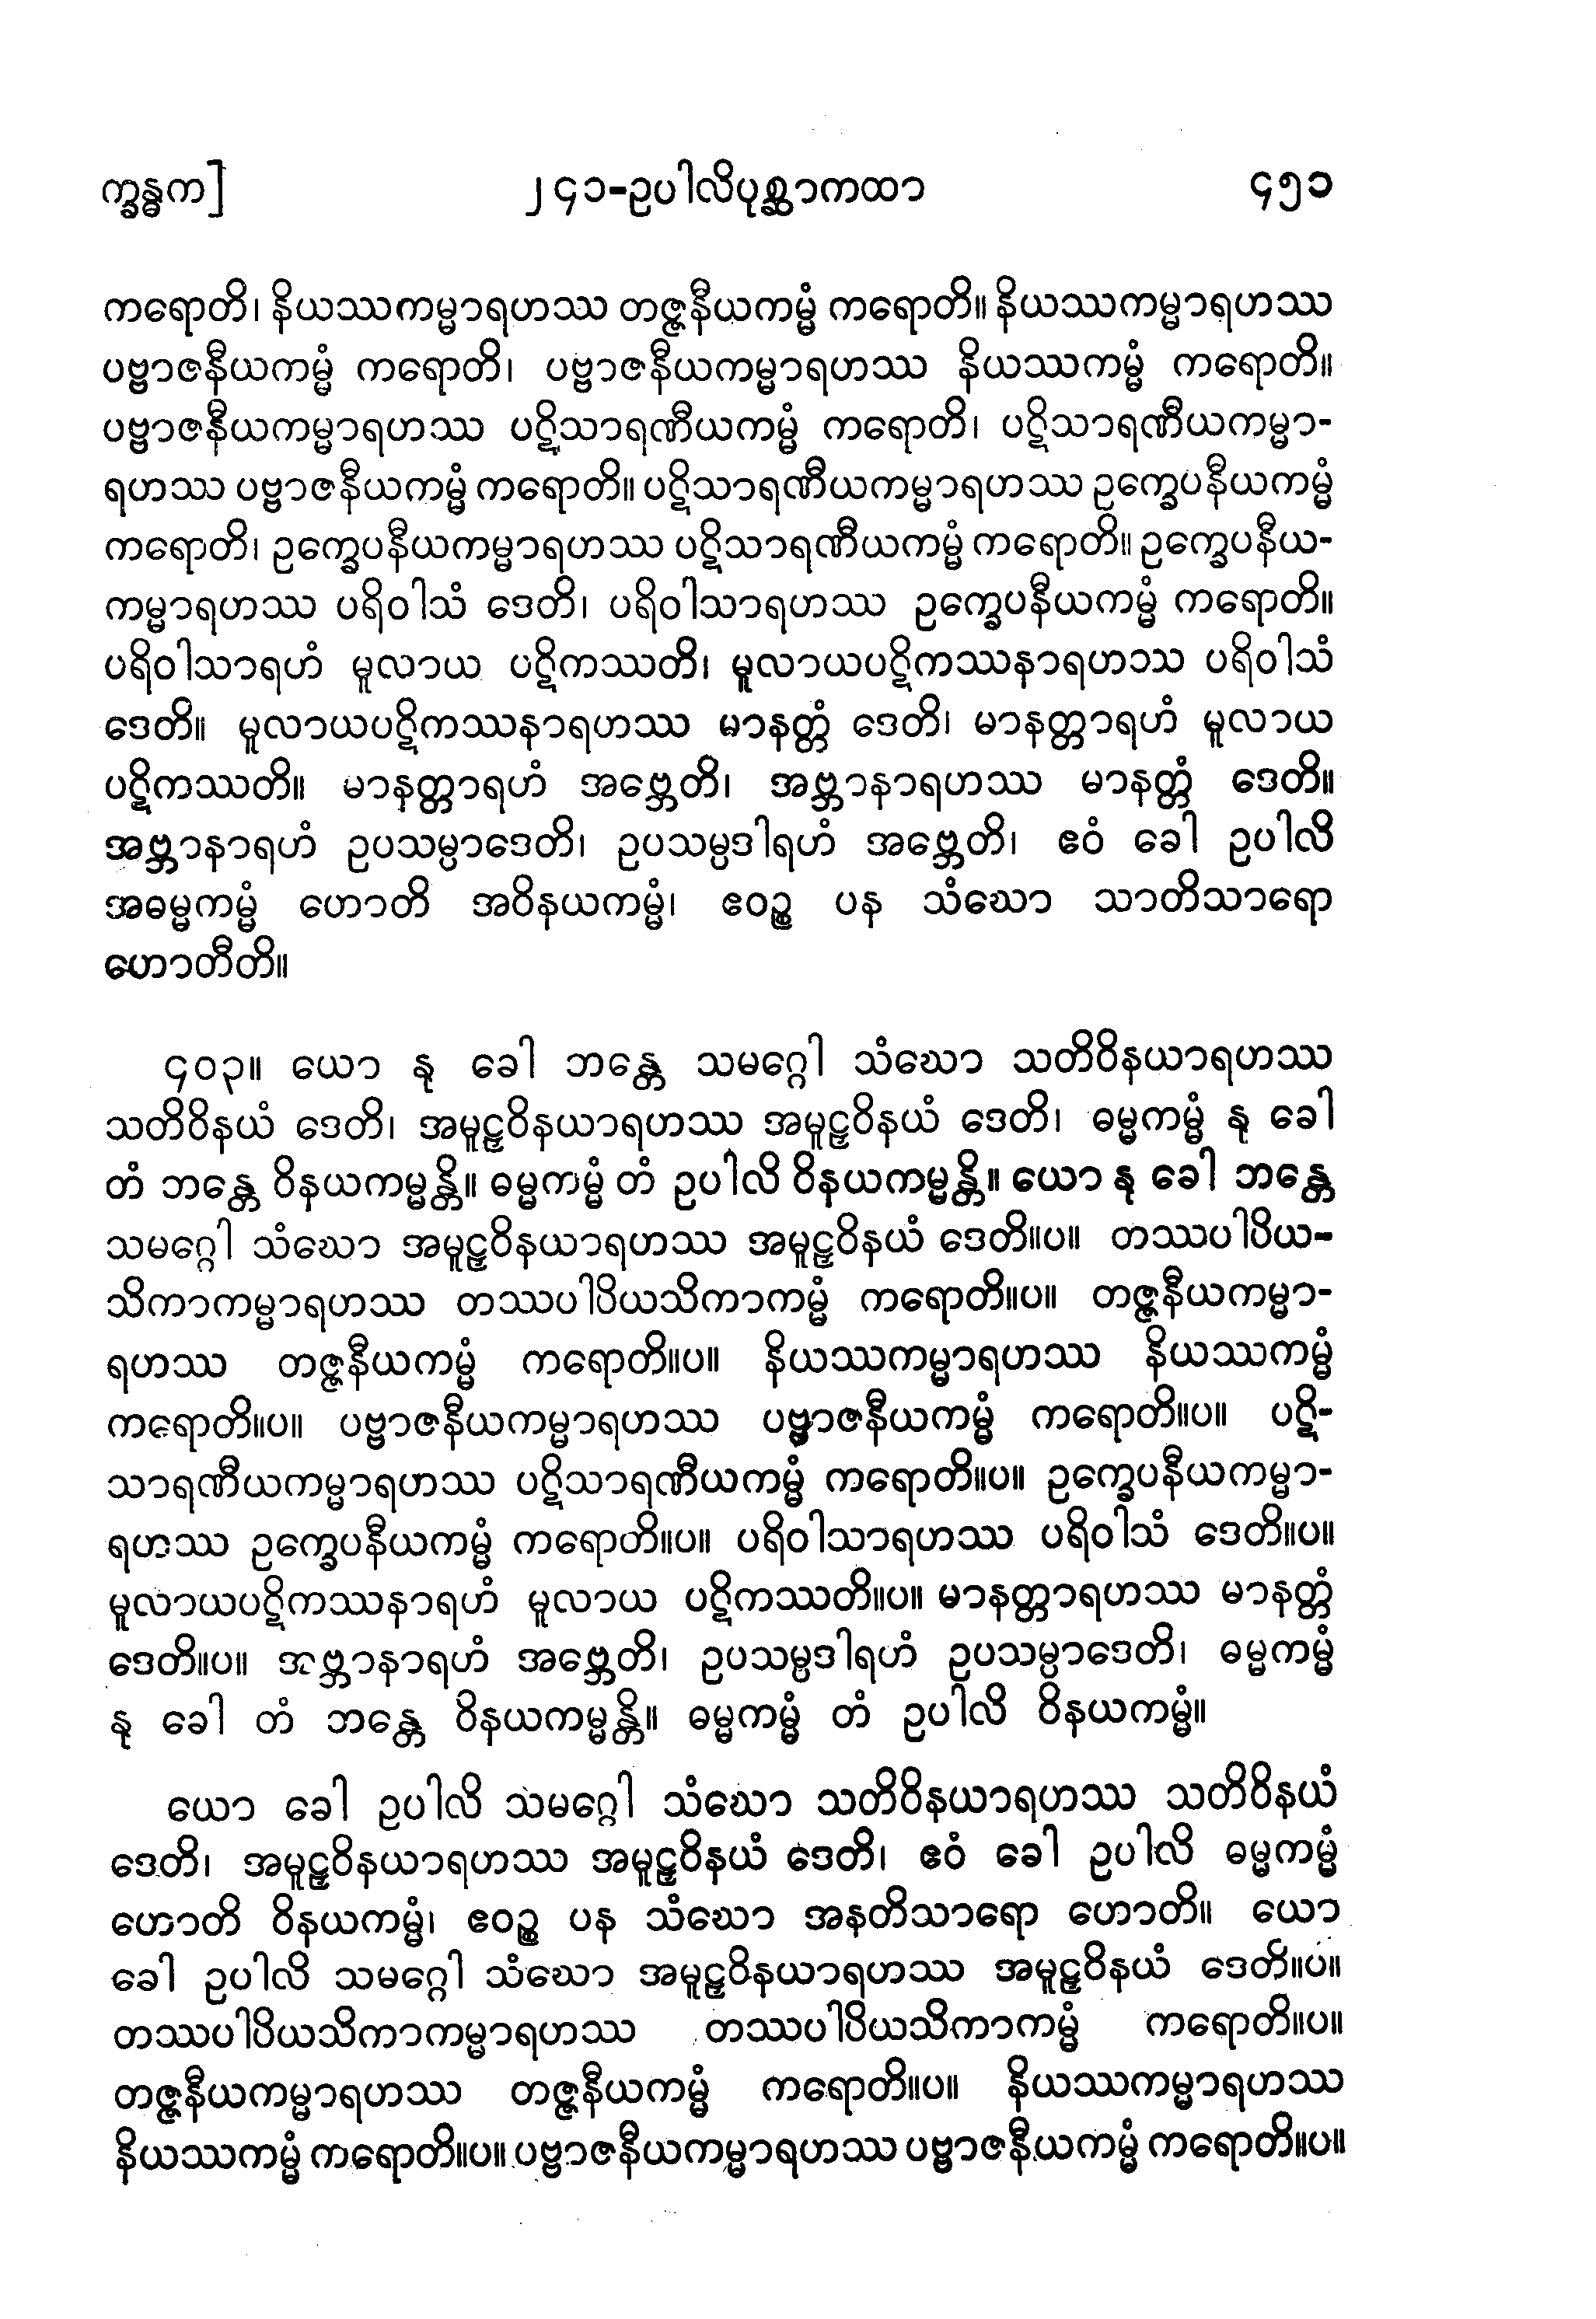 က္ခန္ဓက] ၂၄၁-ဥပါလိပုစ္ဆာကထာ ၄၅၁
ကရောတိ၊ နိယဿကမ္မာရဟဿ တဇ္ဇနီယကမ္မံ ကရောတိ။ နိယဿကမ္မာရဟဿ
ပဗ္ဗာဇနီယကမ္မံ ကရောတိ၊ ပဗ္ဗာဇနီယကမ္မာရဟဿ နိယဿကမ္မံ ကရောတိ။
ပဗ္ဗာဇနီယကမ္မာရဟဿ ပဋိသာရဏီယကမ္မံ ကရောတိ၊ ပဋိသာရဏီယကမ္မာ-
ရဟဿ ပဗ္ဗာဇနီယကမ္မံ ကရောတိ။ ပဋိသာရဏီယကမ္မာရဟဿ ဥက္ခေပနီယကမ္မံ
ကရောတိ၊ ဥက္ခေပနီယကမ္မာရဟဿ ပဋိသာရဏီယကမ္မံ ကရောတိ။ ဥက္ခေပနီယ-
ကမ္မာရဟဿ ပရိဝါသံ ဒေတိ၊ ပရိဝါသာရဟဿ ဥက္ခေပနီယကမ္မံ ကရောတိ။
ပရိဝါသာရဟံ မူလာယ ပဋိကဿတိ၊ မူလာယပဋိကဿနာရဟဿ ပရိဝါသံ
ဒေတိ။ မူလာယပဋိကဿနာရဟဿ မာနတ္တံ ဒေတိ၊ မာနတ္တာရဟံ မူလာယ
ပဋိကဿတိ။ မာနတ္တာရဟံ အဗ္ဘေတိ၊ အဗ္ဘာနာရဟဿ မာနတ္တံ ဒေတိ။
အဗ္ဘာနာရဟံ ဥပသမ္ပာဒေတိ၊ ဥပသမ္ပဒါရဟံ အဗ္ဘေတိ၊ ဧဝံ ခေါ ဥပါလိ
အဓမ္မကမ္မံ ဟောတိ အဝိနယကမ္မံ၊ ဧဝဉ္စ ပန သံဃော သာတိသာရော
ဟောတီတိ။
၄၀၃။ ယော နု ခေါ ဘန္တေ သမဂ္ဂေါ သံဃော သတိဝိနယာရဟဿ
သတိဝိနယံ ဒေတိ၊ အမူဠှဝိနယာရဟဿ အမူဠှဝိနယံ ဒေတိ၊ ဓမ္မကမ္မံ နု ခေါ
တံ ဘန္တေ ဝိနယကမ္မန္တိ။ ဓမ္မကမ္မံ တံ ဥပါလိ ဝိနယကမ္မန္တိ။ ယော နု ခေါ ဘန္တေ
သမဂ္ဂေါ သံဃော အမူဠှဝိနယာရဟဿ အမူဠှဝိနယံ ဒေတိ။ပ။ တဿပါပိယ-
သိကာကမ္မာရဟဿ တဿပါပိယသိကာကမ္မံ ကရောတိ။ပ။ တဇ္ဇနီယကမ္မာ-
ရဟဿ တဇ္ဇနီယကမ္မံ ကရောတိ။ပ။ နိယဿကမ္မာရဟဿ နိယဿကမ္မံ
ကရောတိ။ပ။ ပဗ္ဗာဇနီယကမ္မာရဟဿ ပဗ္ဗာဇနီယကမ္မံ ကရောတိ။ပ။ ပဋိ-
သာရဏီယကမ္မာရဟဿ ပဋိသာရဏီယကမ္မံ ကရောတိ။ပ။ ဥက္ခေပနီယကမ္မာ-
ရဟဿ ဥက္ခေပနီယကမ္မံ ကရောတိ။ပ။ ပရိဝါသာရဟဿ ပရိဝါသံ ဒေတိ။ပ။
မူလာယပဋိကဿနာရဟံ မူလာယ ပဋိကဿတိ။ပ။ မာနတ္တာရဟဿ မာနတ္တံ
ဒေတိ။ပ။ အဗ္ဘာနာရဟံ အဗ္ဘေတိ၊ ဥပသမ္ပဒါရဟံ ဥပသမ္ပာဒေတိ၊ ဓမ္မကမ္မံ
နု ခေါ တံ ဘန္တေ ဝိနယကမ္မန္တိ။ ဓမ္မကမ္မံ တံ ဥပါလိ ဝိနယကမ္မံ။
ယော ခေါ ဥပါလိ သမဂ္ဂေါ သံဃော သတိဝိနယာရဟဿ သတိဝိနယံ
ဒေတိ၊ အမူဠှဝိနယာရဟဿ အမူဠှဝိနယံ ဒေတိ၊ ဧဝံ ခေါ ဥပါလိ ဓမ္မကမ္မံ
ဟောတိ ဝိနယကမ္မံ၊ ဧဝဉ္စ ပန သံဃော အနတိသာရော ဟောတိ။ ယော
ခေါ ဥပါလိ သမဂ္ဂေါ သံဃော အမူဠှဝိနယာရဟဿ အမူဠှဝိနယံ ဒေတိ။ပ။
တဿပါပိယသိကာကမ္မာရဟဿ တဿပါပိယသိကာကမ္မံ ကရောတိ။ပ။
တဇ္ဇနီယကမ္မာရဟဿ တဇ္ဇနီယကမ္မံ ကရောတိ။ပ။ နိယဿကမ္မာရဟဿ
နိယဿကမ္မံ ကရောတိ။ပ။ ပဗ္ဗာဇနီယကမ္မာရဟဿ ပဗ္ဗာဇနီယကမ္မံ ကရောတိ။ပ။